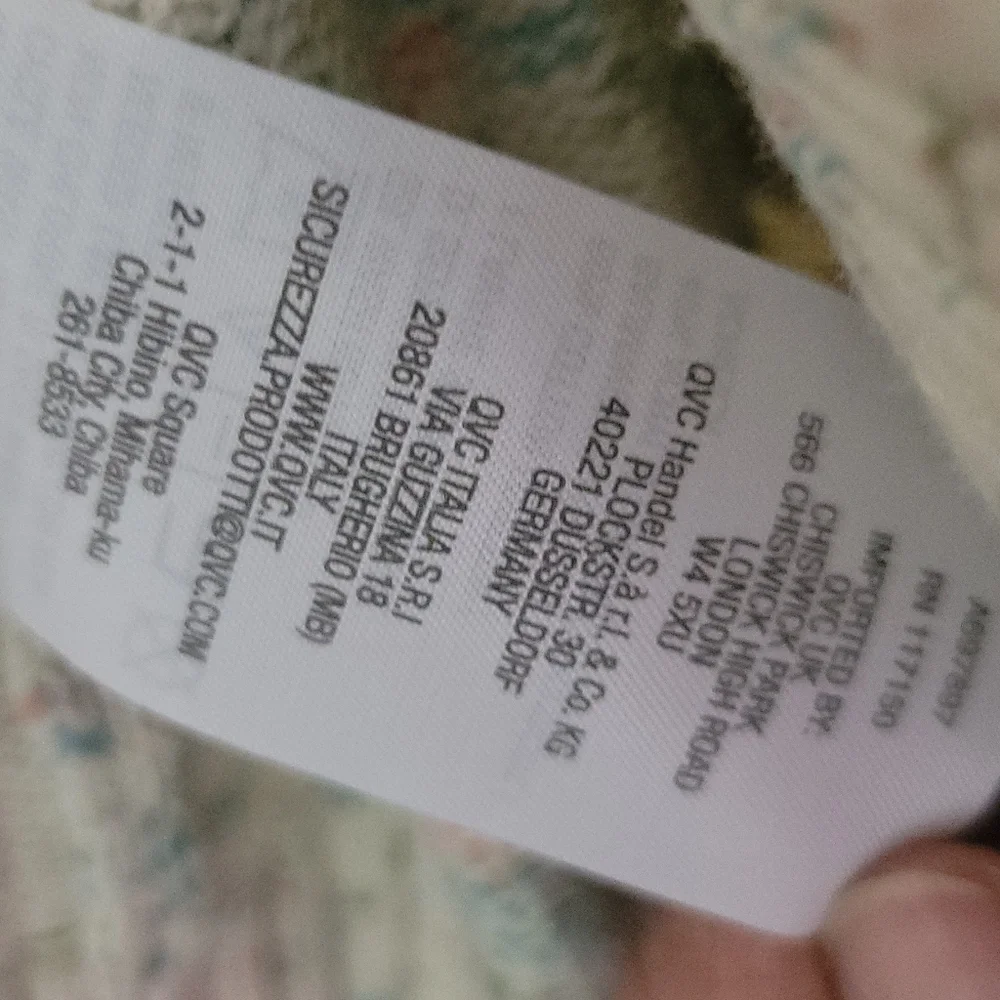 RN 117150
IMPORTED BY:
QVC UK
CHISWICK PARK
566 CHISWICK HIGH ROAD
LONDON
W4 5XU
QVC Handel S.à r.l. & Co. KG
PLOCKSTR. 30
40221 DÜSSELDORF
GERMANY
QVC ITALIA S.R.l
VIA GUZZINA 18
20861 BRUGHERIO (MB)
ITALY
WWW.QVC.IT
SICUREZZA.PRODOTTI@QVC.COM
QVC Square
2-1-1 Hibino, Mihama-ku
Chiba City, Chiba
261-8533